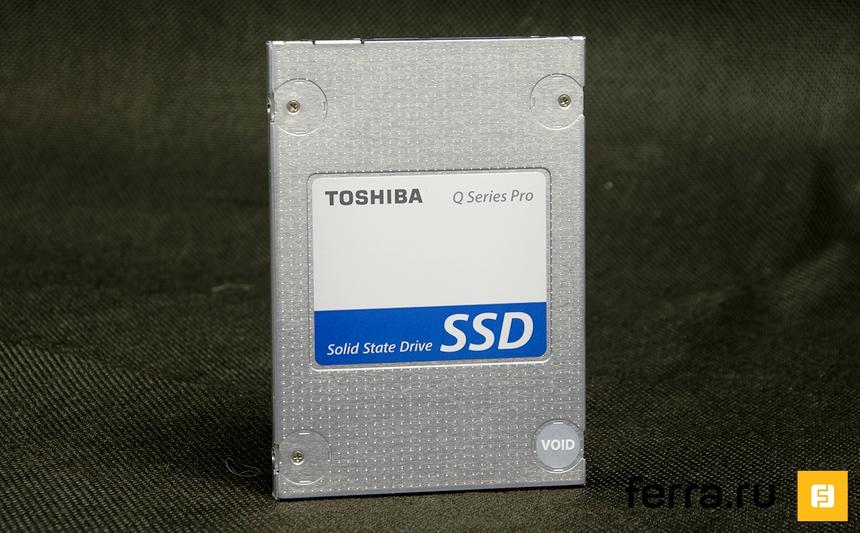 TOSHIBA Q Series Pro
Solid State Drive SSD
VOID
ferra.ru